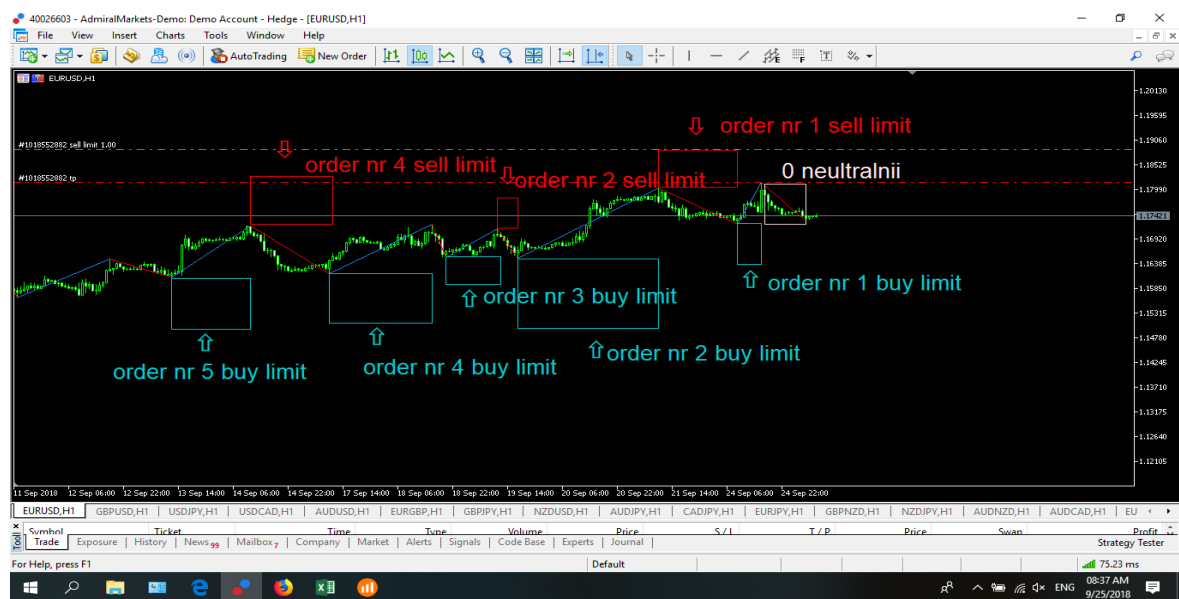 40026603 - AdmiralMarkets-Demo: Demo Account - Hedge - [EURUSD,H1]
File View Insert Charts Tools Window Help
AutoTrading New Order
EURUSD,H1
1.20130
1.19595
order nr 1 sell limit
#1018552882 sell limit 1.00
1.19060
order nr 4 sell limit
1.18525
0 neultralnii
#1018552882 tp
order nr 2 sell limit
1.17990
1.17421
1.16920
1.16385
order nr 1 buy limit
1.15850
order nr 3 buy limit
1.15315
1.14780
order nr 2 buy limit
order nr 4 buy limit
1.14245
order nr 5 buy limit
1.13710
1.13175
1.12640
1.12105
11 Sep 2018 12 Sep 06:00 12 Sep 22:00 13 Sep 14:00 14 Sep 06:00 14 Sep 22:00 17 Sep 14:00 18 Sep 06:00 18 Sep 22:00 19 Sep 14:00 20 Sep 06:00 20 Sep 22:00 21 Sep 14:00 24 Sep 06:00 24 Sep 22:00
EURUSD,H1 GBPUSD,H1 USDJPY,H1 USDCAD,H1 AUDUSD,H1 EURGBP,H1 GBPJPY,H1 NZDUSD,H1 AUDJPY,H1 CADJPY,H1 EURJPY,H1 GBPNZD,H1 NZDJPY,H1 AUDNZD,H1 AUDCAD,H1 EU
Symbol Ticket Time Type Volume Price S / L T / P Price Swap Profit
Tool Trade Exposure History News 99 Mailbox 7 Company Market Alerts Signals Code Base Experts Journal Strategy Tester
For Help, press F1 Default 75.23 ms
ENG 08:37 AM
9/25/2018